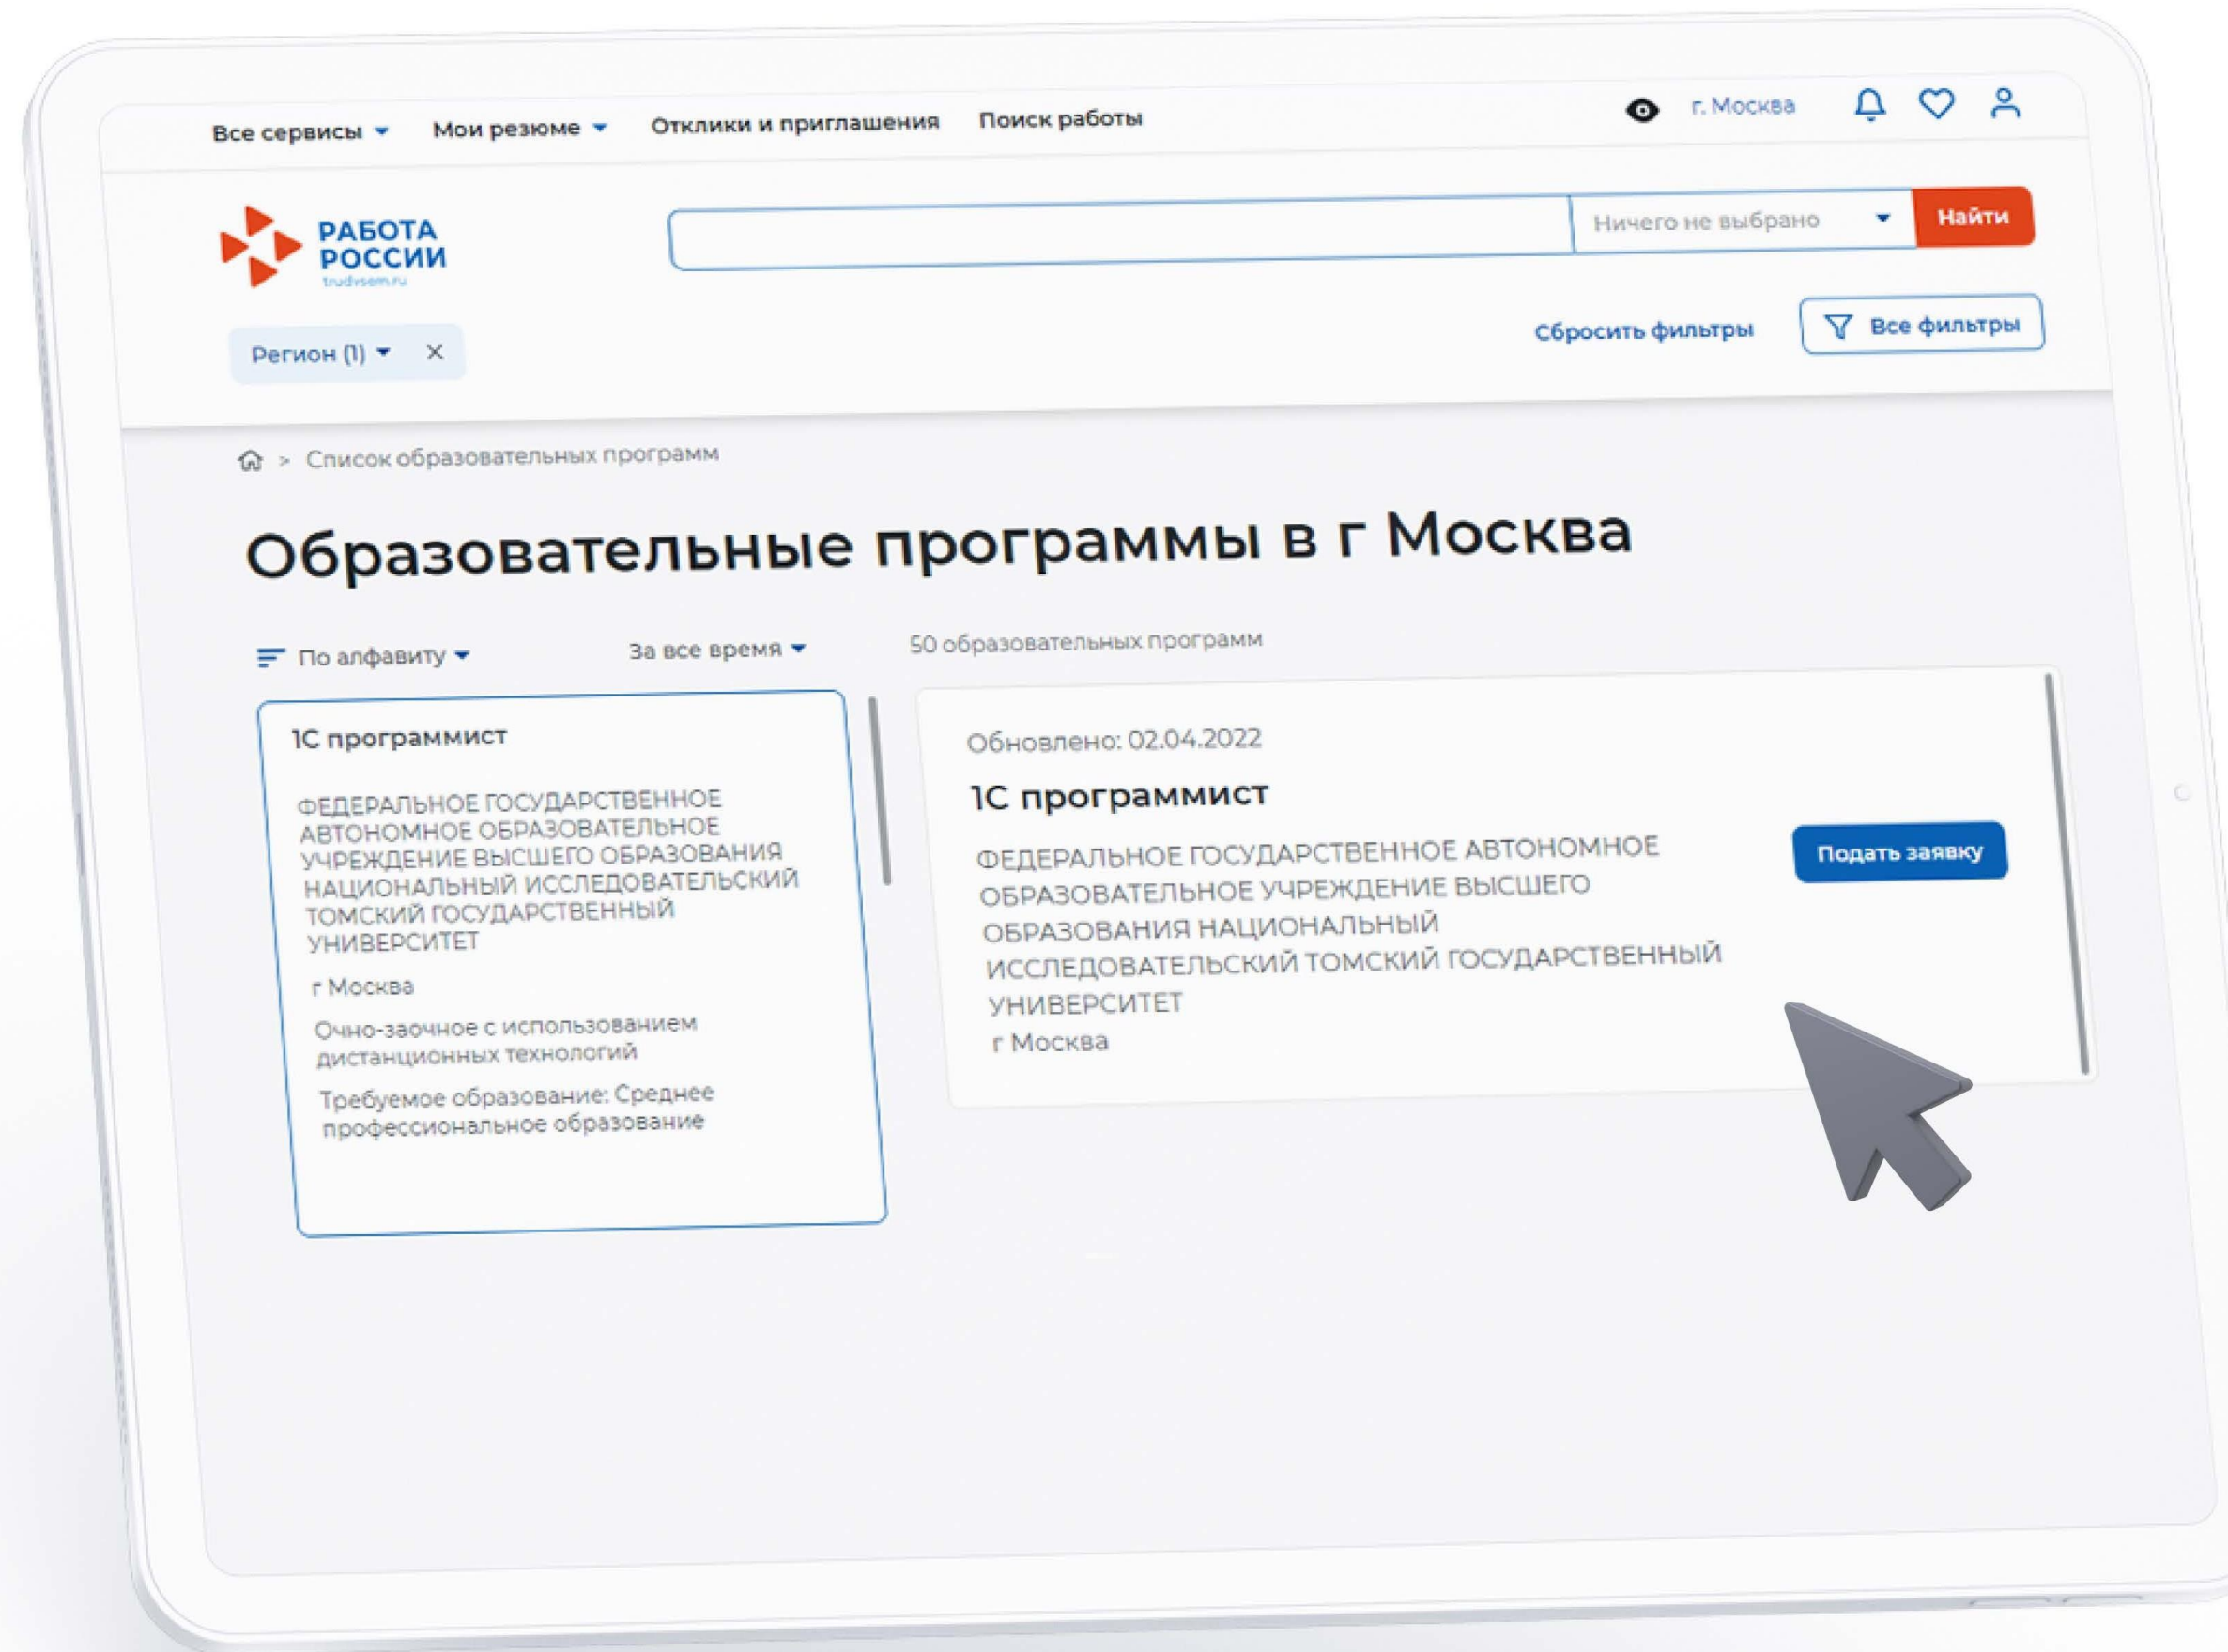 Все сервисы Мои резюме Отклики и приглашения Поиск работы г. Москва
РАБОТА
РОССИИ
trudvsem.ru
Ничего не выбрано Найти
Регион (1) × Сбросить фильтры Все фильтры
> Список образовательных программ
Образовательные программы в г Москва
По алфавиту За все время 50 образовательных программ
1С программист
ФЕДЕРАЛЬНОЕ ГОСУДАРСТВЕННОЕ
АВТОНОМНОЕ ОБРАЗОВАТЕЛЬНОЕ
УЧРЕЖДЕНИЕ ВЫСШЕГО ОБРАЗОВАНИЯ
НАЦИОНАЛЬНЫЙ ИССЛЕДОВАТЕЛЬСКИЙ
ТОМСКИЙ ГОСУДАРСТВЕННЫЙ
УНИВЕРСИТЕТ
г Москва
Очно-заочное с использованием
дистанционных технологий
Требуемое образование: Среднее
профессиональное образование
Обновлено: 02.04.2022
1С программист
ФЕДЕРАЛЬНОЕ ГОСУДАРСТВЕННОЕ АВТОНОМНОЕ
ОБРАЗОВАТЕЛЬНОЕ УЧРЕЖДЕНИЕ ВЫСШЕГО
ОБРАЗОВАНИЯ НАЦИОНАЛЬНЫЙ
ИССЛЕДОВАТЕЛЬСКИЙ ТОМСКИЙ ГОСУДАРСТВЕННЫЙ
УНИВЕРСИТЕТ
г Москва
Подать заявку